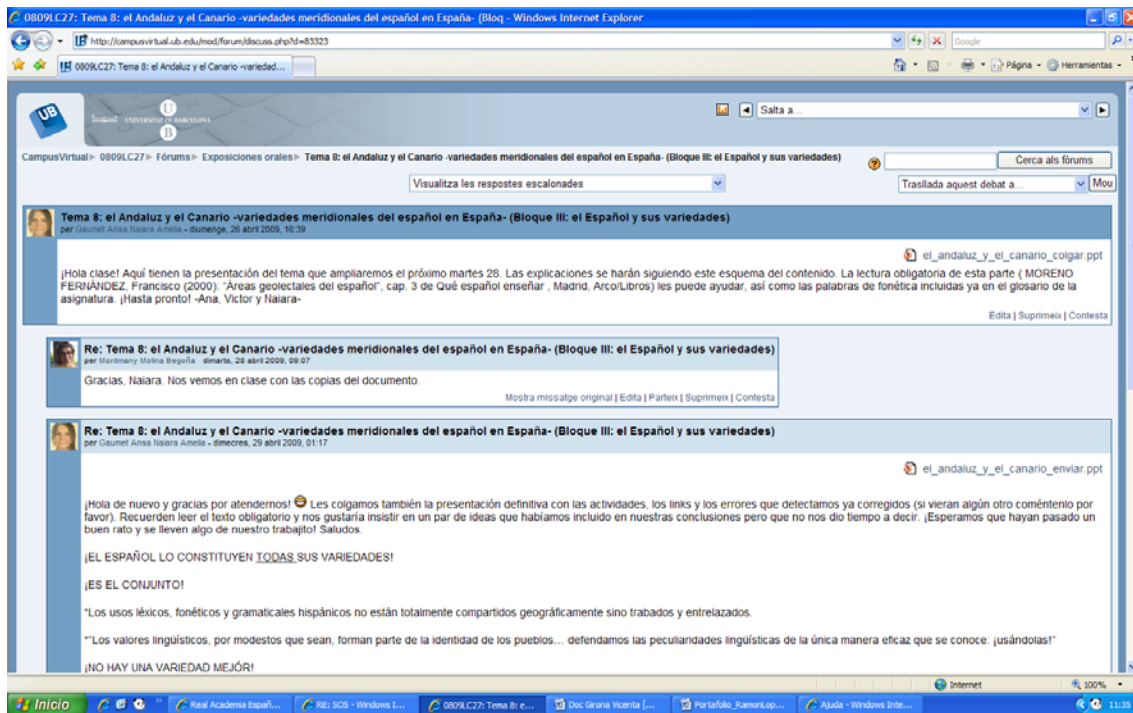 0809LC27: Tema 8: el Andaluz y el Canario -variedades meridionales del español en España- (Bloq - Windows Internet Explorer
http://campusvirtual.ub.edu/mod/forum/discuss.php?d=83323
Google
0809LC27: Tema 8: el Andaluz y el Canario -variedad...
Página
Herramientas
UB
UNIVERSITAT DE BARCELONA
U
B
Salta a...
CampusVirtual ► 0809LC27 ► Fòrums ► Exposiciones orales ► Tema 8: el Andaluz y el Canario -variedades meridionales del español en España- (Bloque III: el Español y sus variedades)
Cerca als fòrums
Visualitza les respostes escalonades
Trasllada aquest debat a...
Mou
Tema 8: el Andaluz y el Canario -variedades meridionales del español en España- (Bloque III: el Español y sus variedades)
per Gaumet Ansa Naiara Amelia - diumenge, 26 abril 2009, 16:39
el_andaluz_y_el_canario_colgar.ppt
¡Hola clase! Aquí tienen la presentación del tema que ampliaremos el próximo martes 28. Las explicaciones se harán siguiendo este esquema del contenido. La lectura obligatoria de esta parte ( MORENO
FERNÁNDEZ, Francisco (2000): "Áreas geolectales del español", cap. 3 de Qué español enseñar , Madrid, Arco/Libros) les puede ayudar, así como las palabras de fonética incluidas ya en el glosario de la
asignatura. ¡Hasta pronto! -Ana, Victor y Naiara-
Edita | Suprimeix | Contesta
Re: Tema 8: el Andaluz y el Canario -variedades meridionales del español en España- (Bloque III: el Español y sus variedades)
per Montmany Molina Begoña - dimarts, 28 abril 2009, 09:07
Gracias, Naiara. Nos vemos en clase con las copias del documento.
Mostra missatge original | Edita | Parteix | Suprimeix | Contesta
Re: Tema 8: el Andaluz y el Canario -variedades meridionales del español en España- (Bloque III: el Español y sus variedades)
per Gaumet Ansa Naiara Amelia - dimecres, 29 abril 2009, 01:17
el_andaluz_y_el_canario_enviar.ppt
¡Hola de nuevo y gracias por atendernos! Les colgamos también la presentación definitiva con las actividades, los links y los errores que detectamos ya corregidos (si vieran algún otro coméntenlo por
favor). Recuerden leer el texto obligatorio y nos gustaría insistir en un par de ideas que habíamos incluido en nuestras conclusiones pero que no nos dio tiempo a decir. ¡Esperamos que hayan pasado un
buen rato y se lleven algo de nuestro trabajito! Saludos.
¡EL ESPAÑOL LO CONSTITUYEN TODAS SUS VARIEDADES!
¡ES EL CONJUNTO!
"Los usos léxicos, fonéticos y gramaticales hispánicos no están totalmente compartidos geográficamente sino trabados y entrelazados.
""Los valores lingüísticos, por modestos que sean, forman parte de la identidad de los pueblos... defendamos las peculiaridades lingüísticas de la única manera eficaz que se conoce: ¡usándolas!"
¡NO HAY UNA VARIEDAD MEJÓR!
Internet
100%
Inicio
Real Academia Españ...
RE: SOS - Windows I...
0809LC27: Tema 8: e...
Doc Girona Vicenta [...
Portafolio_RamonLop...
Ajuda - Windows Inte...
11:35